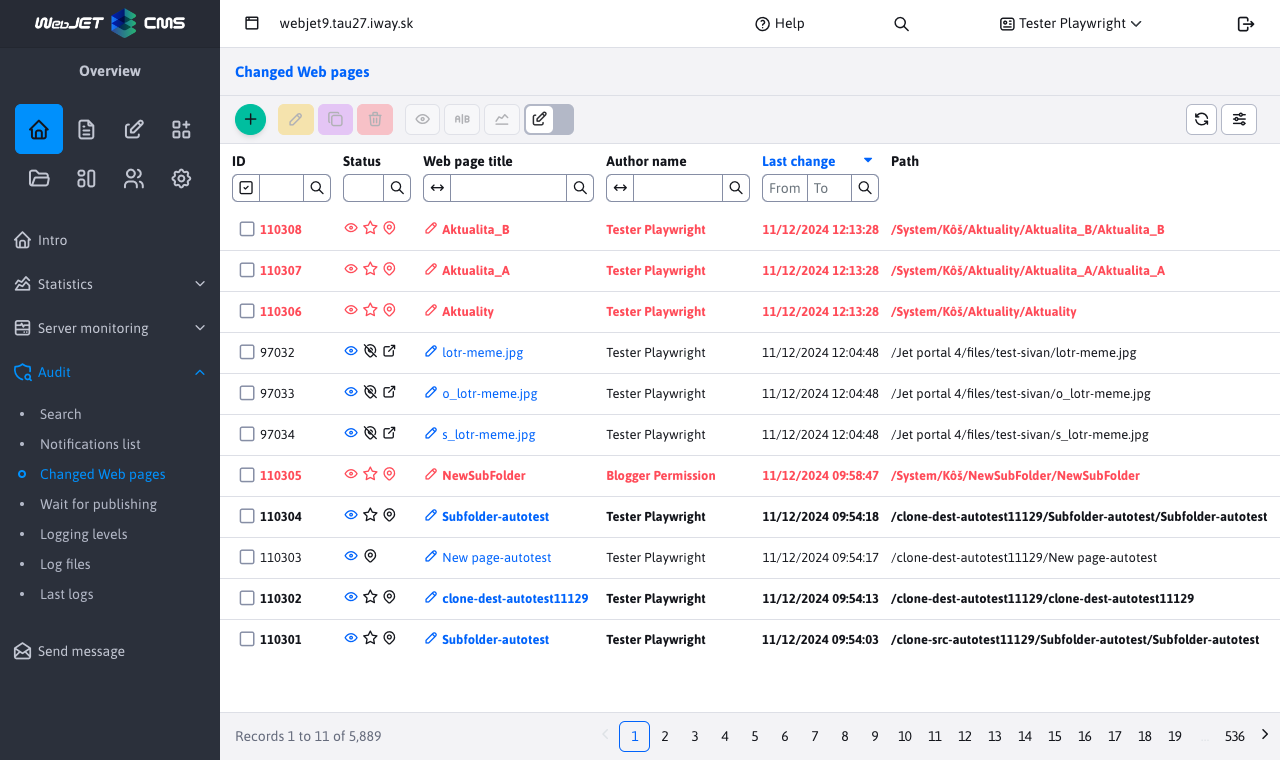 WebJET CMS
webjet9.tau27.iway.sk
Help
Tester Playwright
Overview
Changed Web pages
A|B
ID Status Web page title Author name Last change Path
From To
110308 Aktualita_B Tester Playwright 11/12/2024 12:13:28 /System/Kôš/Aktuality/Aktualita_B/Aktualita_B
110307 Aktualita_A Tester Playwright 11/12/2024 12:13:28 /System/Kôš/Aktuality/Aktualita_A/Aktualita_A
110306 Aktuality Tester Playwright 11/12/2024 12:13:28 /System/Kôš/Aktuality/Aktuality
97032 lotr-meme.jpg Tester Playwright 11/12/2024 12:04:48 /Jet portal 4/files/test-sivan/lotr-meme.jpg
97033 o_lotr-meme.jpg Tester Playwright 11/12/2024 12:04:48 /Jet portal 4/files/test-sivan/o_lotr-meme.jpg
97034 s_lotr-meme.jpg Tester Playwright 11/12/2024 12:04:48 /Jet portal 4/files/test-sivan/s_lotr-meme.jpg
110305 NewSubFolder Blogger Permission 11/12/2024 09:58:47 /System/Kôš/NewSubFolder/NewSubFolder
110304 Subfolder-autotest Tester Playwright 11/12/2024 09:54:18 /clone-dest-autotest11129/Subfolder-autotest/Subfolder-autotest
110303 New page-autotest Tester Playwright 11/12/2024 09:54:17 /clone-dest-autotest11129/New page-autotest
110302 clone-dest-autotest11129 Tester Playwright 11/12/2024 09:54:13 /clone-dest-autotest11129/clone-dest-autotest11129
110301 Subfolder-autotest Tester Playwright 11/12/2024 09:54:03 /clone-src-autotest11129/Subfolder-autotest/Subfolder-autotest
Intro
Statistics
Server monitoring
Audit
Search
Notifications list
Changed Web pages
Wait for publishing
Logging levels
Log files
Last logs
Send message
Records 1 to 11 of 5,889
1 2 3 4 5 6 7 8 9 10 11 12 13 14 15 16 17 18 19 … 536